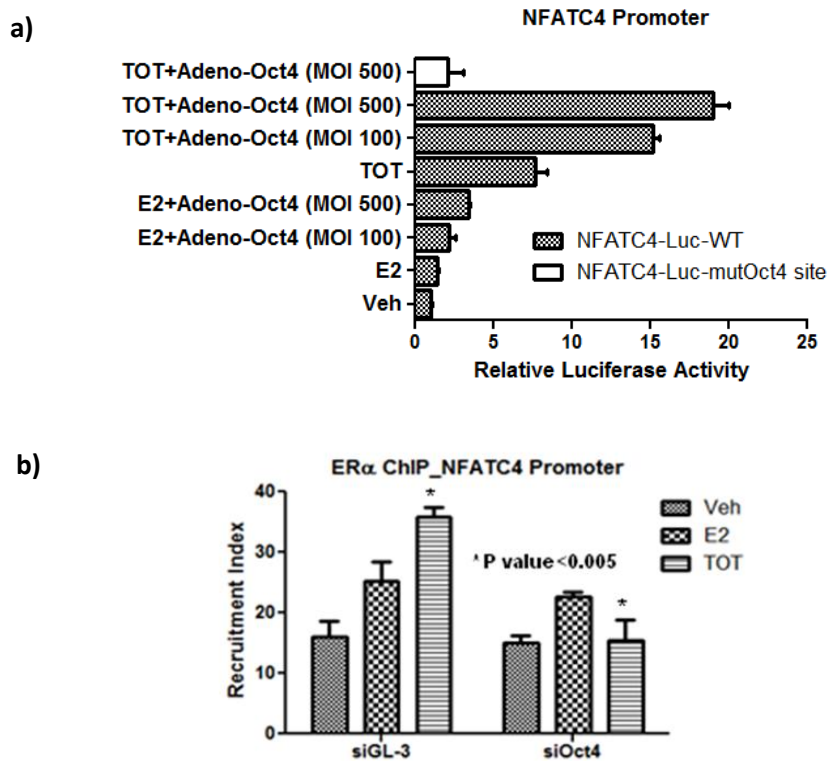 a)
NFATC4 Promoter
TOT+Adeno-Oct4 (MOI 500)
TOT+Adeno-Oct4 (MOI 500)
TOT+Adeno-Oct4 (MOI 100)
TOT
E2+Adeno-Oct4 (MOI 500)
E2+Adeno-Oct4 (MOI 100)
E2
Veh
NFATC4-Luc-WT
NFATC4-Luc-mutOct4 site
0 5 10 15 20 25
Relative Luciferase Activity
b)
ERα ChIP_NFATC4 Promoter
Recruitment Index
40
30
20
10
0
*
*
*P value<0.005
Veh
E2
TOT
siGL-3 siOct4